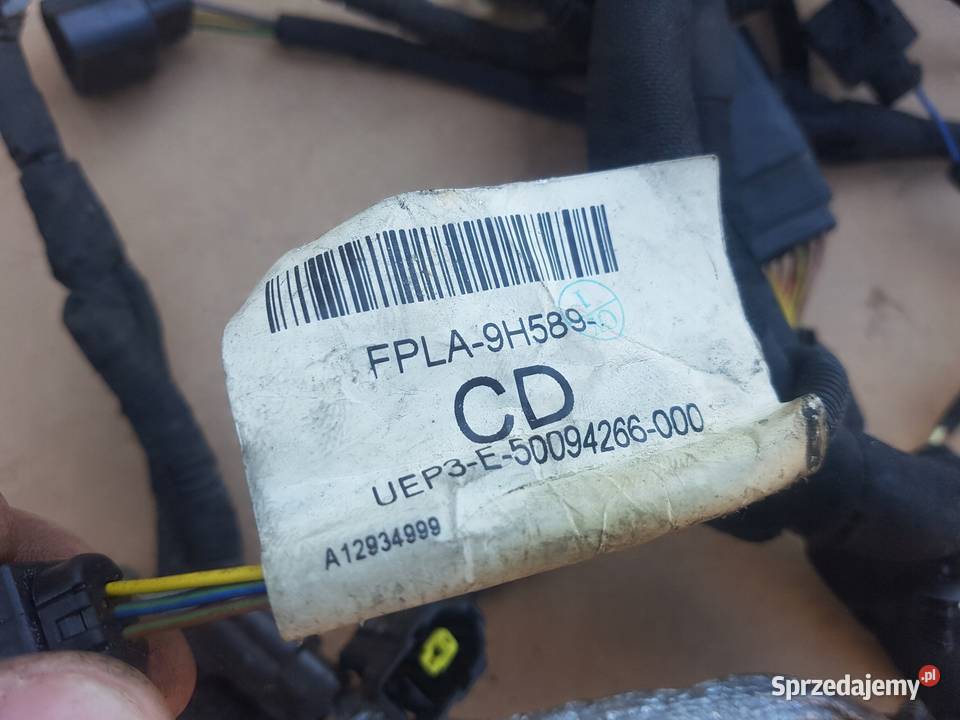 FPLA-9H589-
CD
UEP3-E-50094266-000
A12934999
Sprzedajemy.pl